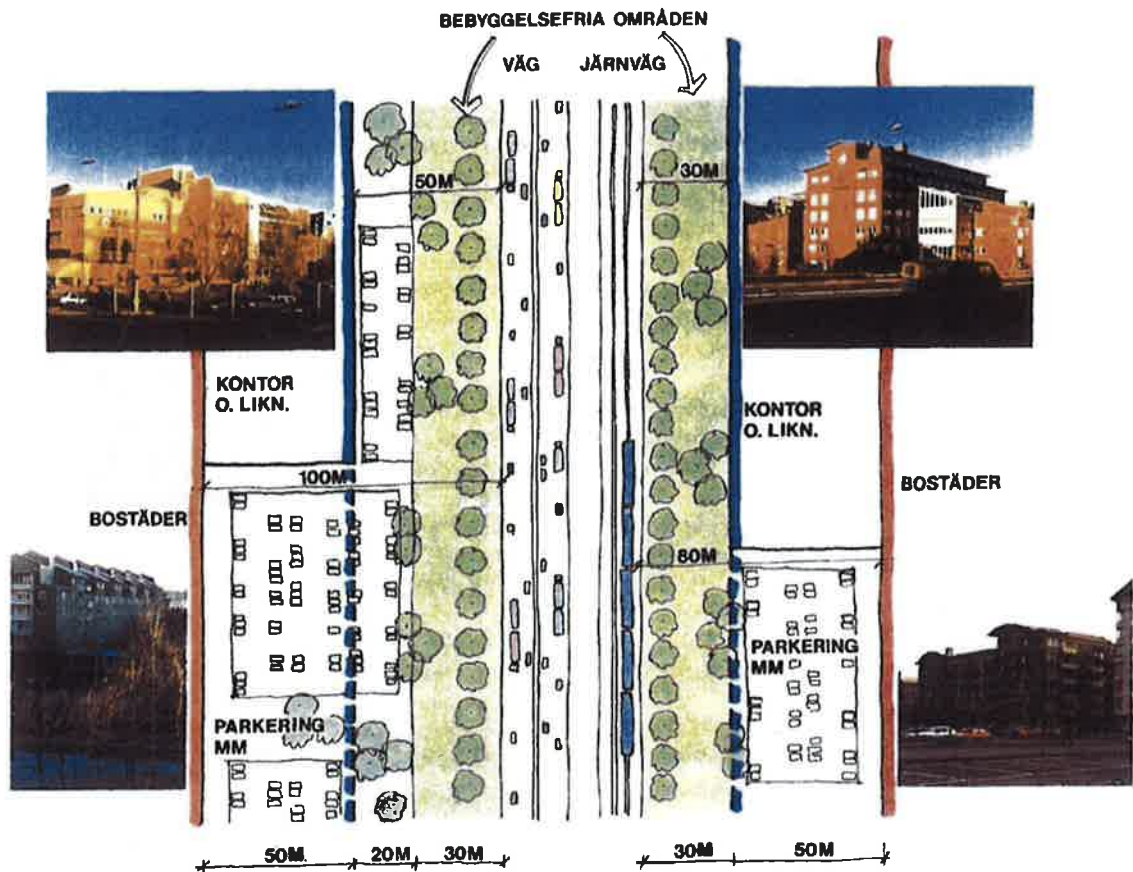 BEBYGGELSEFRIA OMRÅDEN
VÄG
JÄRNVÄG
50M
30M
KONTOR
O. LIKN.
KONTOR
O. LIKN.
100M
BOSTÄDER
BOSTÄDER
80M
PARKERING
MM
PARKERING
MM
50M.
20M
30M
30M
50M